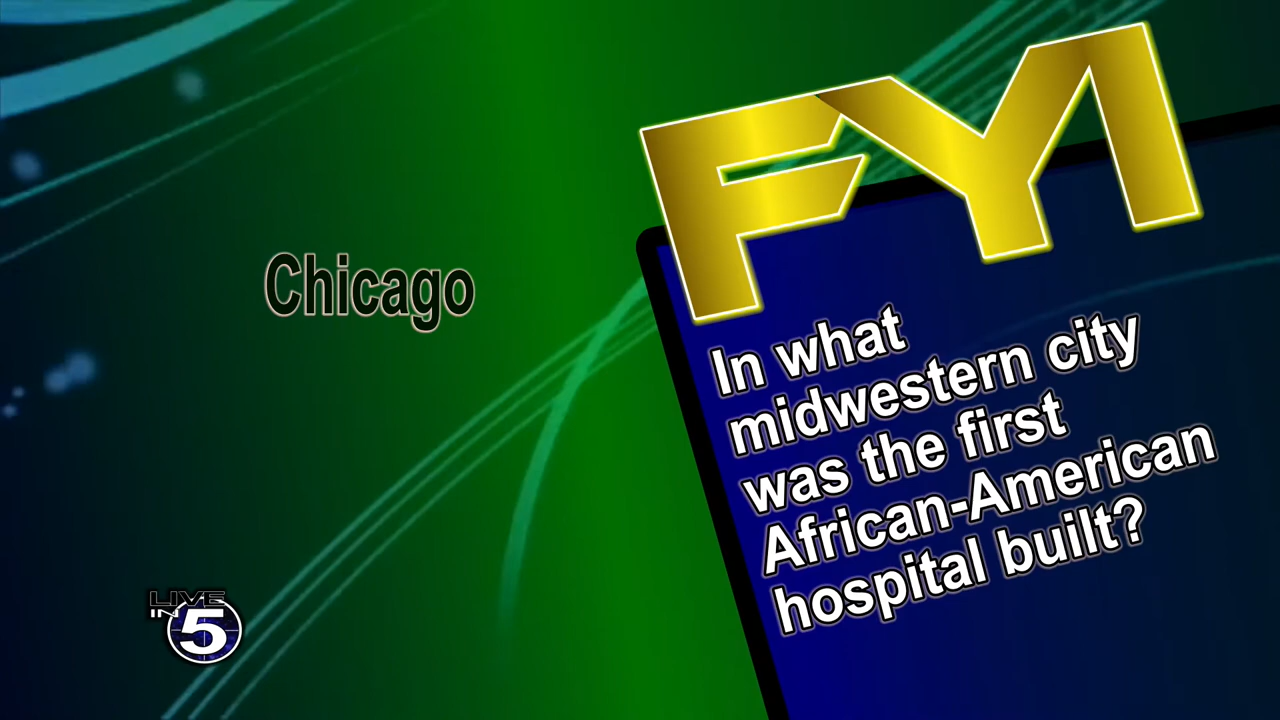 FYI
Chicago
In what
midwestern city
was the first
African-American
hospital built?
LIVE
IN 5